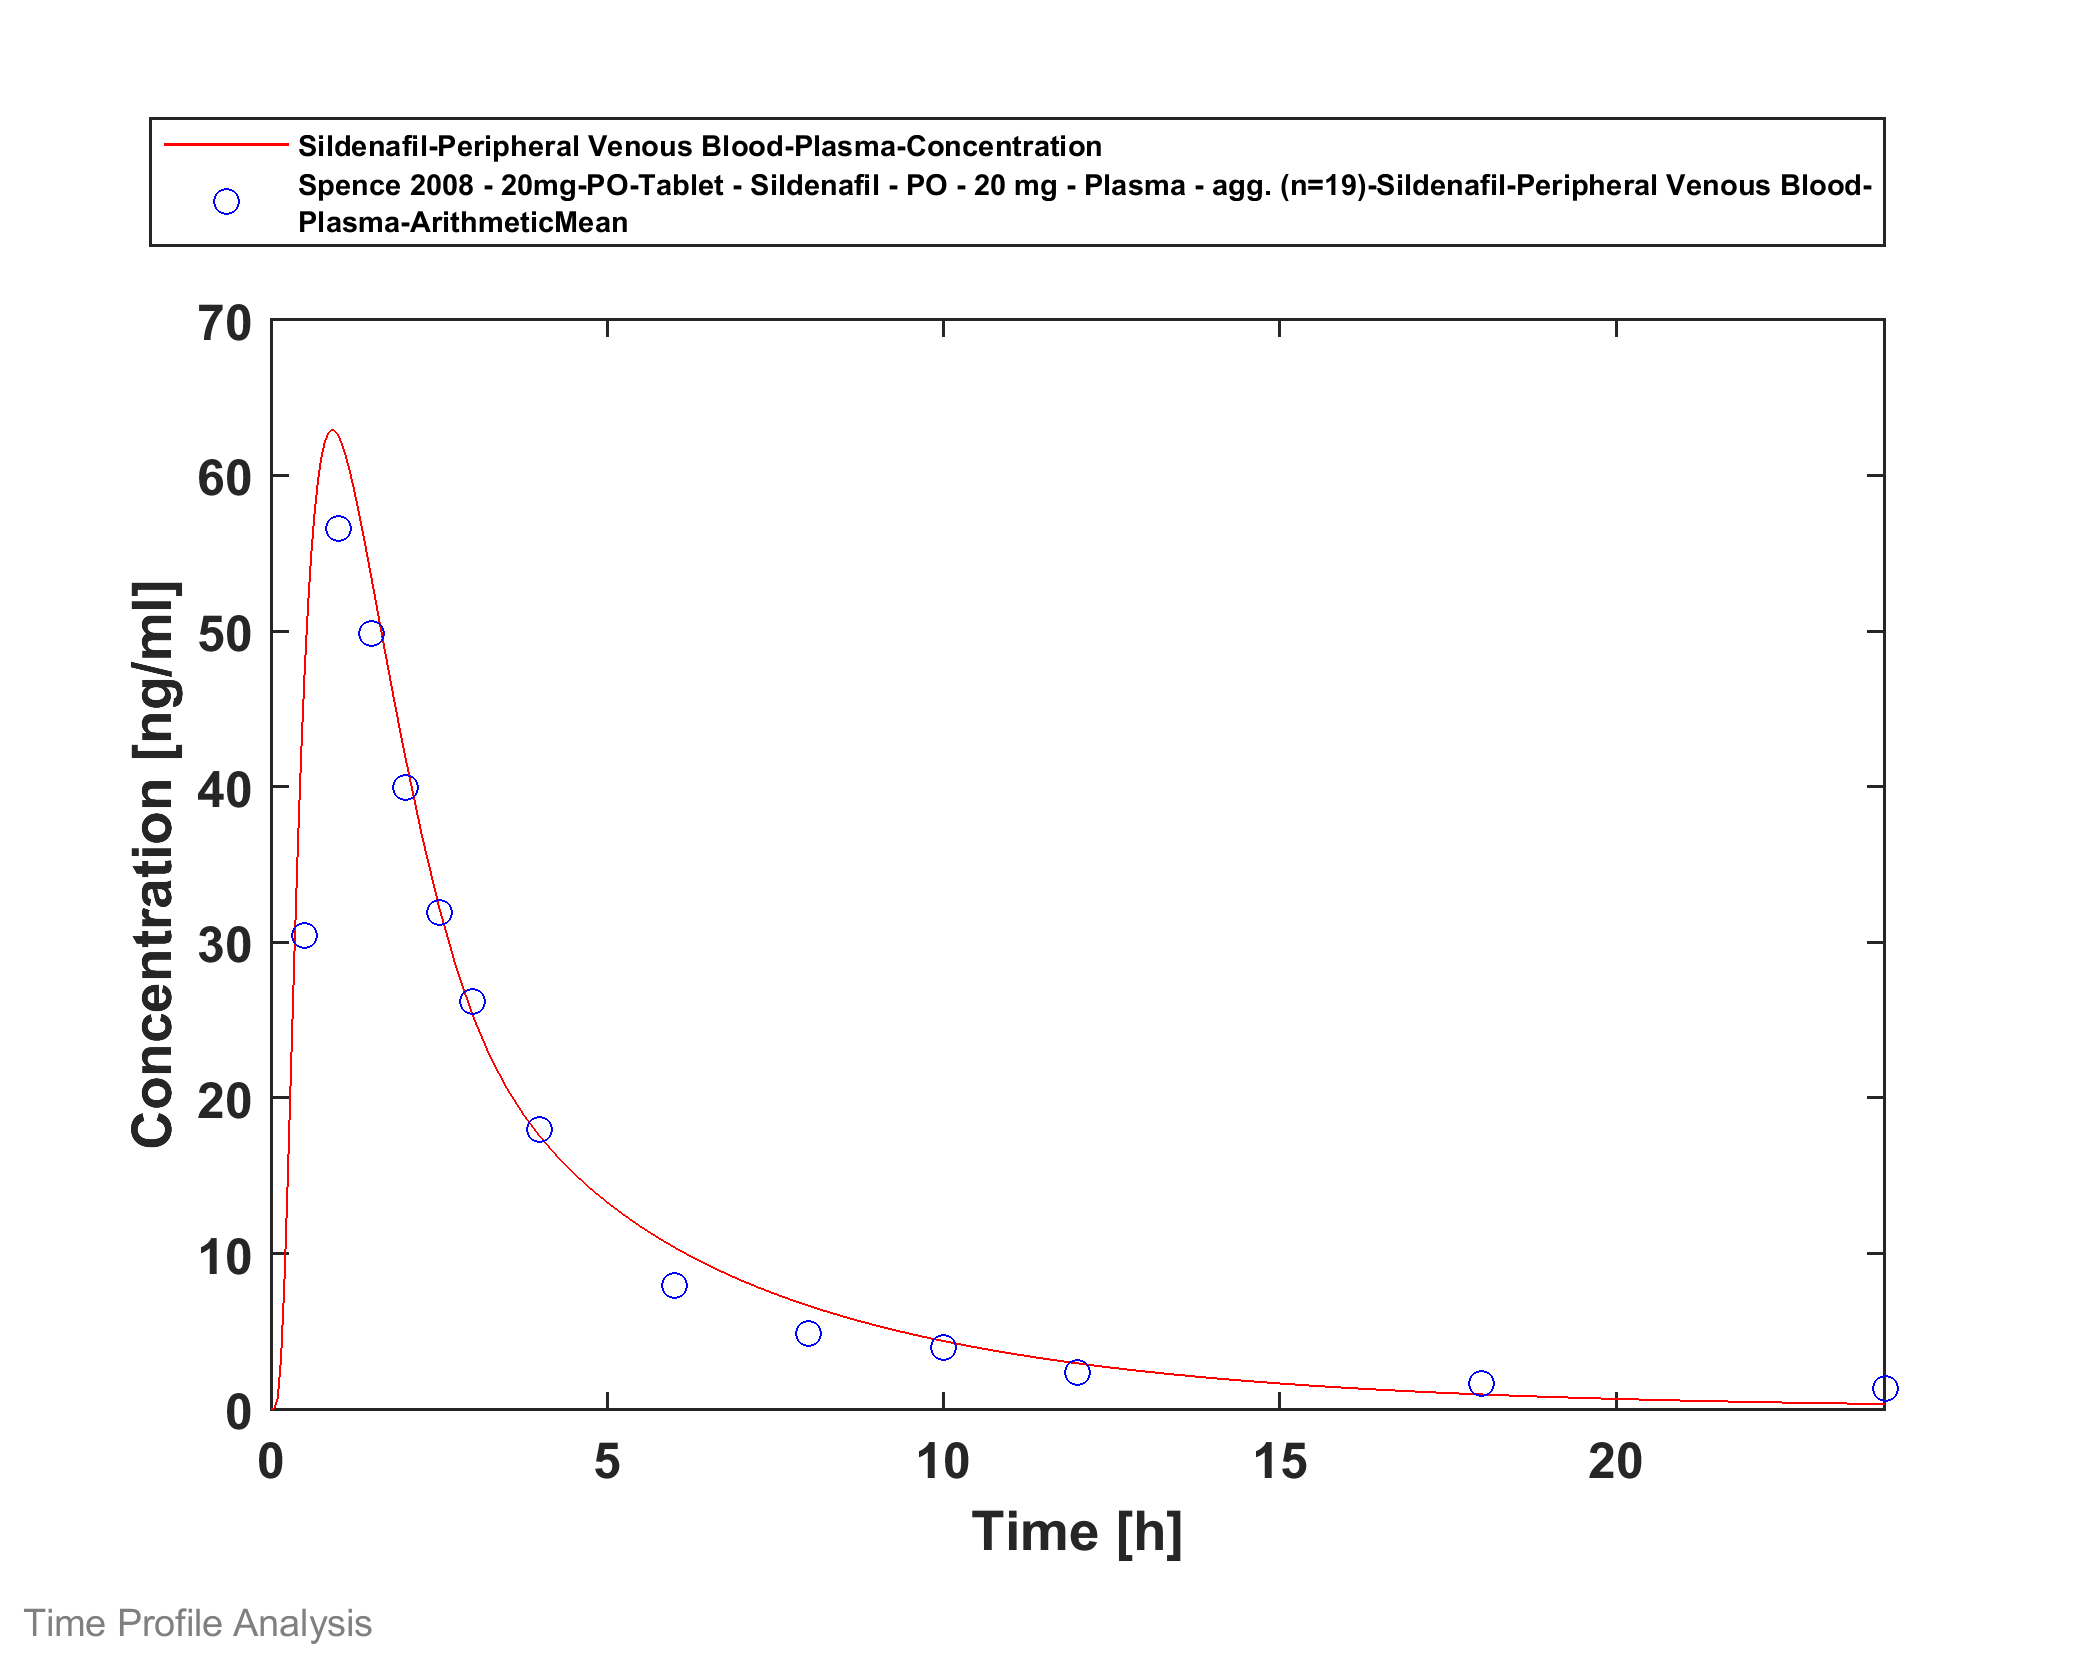 Sildenafil-Peripheral Venous Blood-Plasma-Concentration
Spence 2008 - 20mg-PO-Tablet - Sildenafil - PO - 20 mg - Plasma - agg. (n=19)-Sildenafil-Peripheral Venous Blood-
Plasma-ArithmeticMean
70
60
50
40
30
20
10
0
Concentration [ng/ml]
0 5 10 15 20
Time [h]
Time Profile Analysis